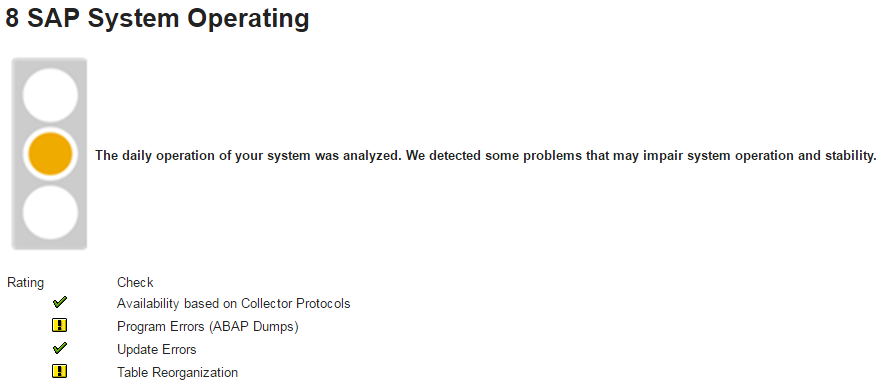 8 SAP System Operating
The daily operation of your system was analyzed. We detected some problems that may impair system operation and stability.
Rating Check
Availability based on Collector Protocols
Program Errors (ABAP Dumps)
Update Errors
Table Reorganization